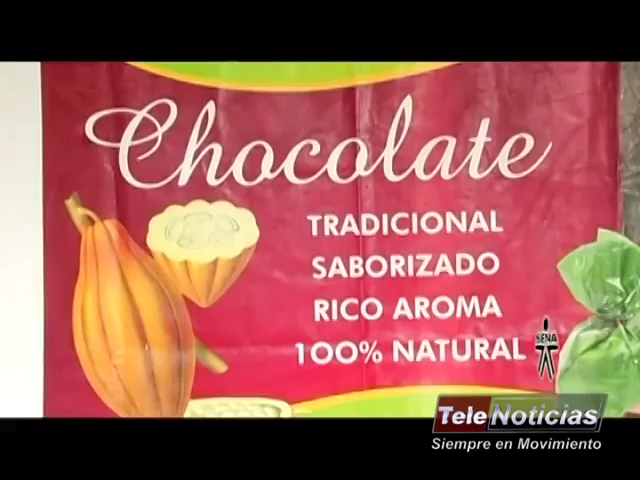 Chocolate
TRADICIONAL
SABORIZADO
RICO AROMA
100% NATURAL
SENA
TeleNoticias
Siempre en Movimiento